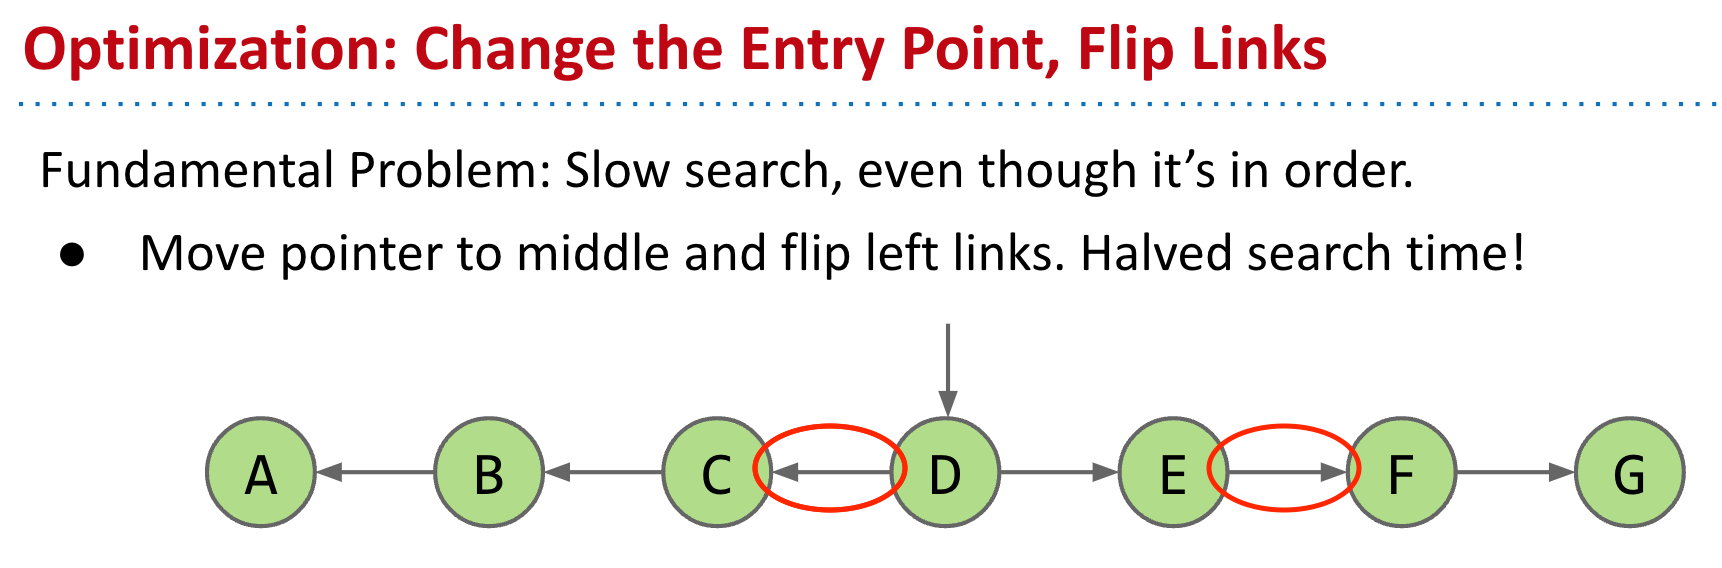 Optimization: Change the Entry Point, Flip Links
Fundamental Problem: Slow search, even though it’s in order.
● Move pointer to middle and flip left links. Halved search time!
A B C D E F G